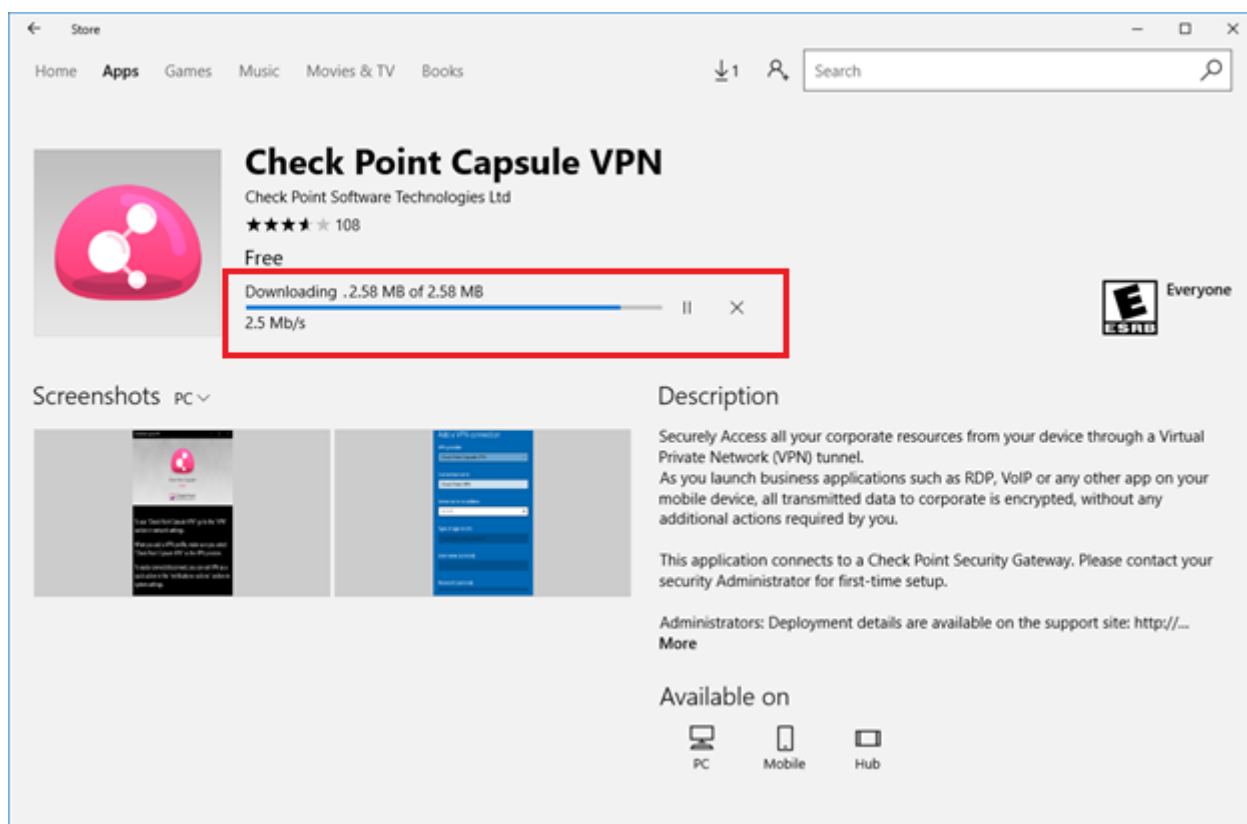 Store
Home Apps Games Music Movies & TV Books
1
Search
Check Point Capsule VPN
Check Point Software Technologies Ltd
108
Free
Downloading ..2.58 MB of 2.58 MB
2.5 Mb/s
E
ESRB
Everyone
Screenshots PC
Add a VPN connection
Description
Securely Access all your corporate resources from your device through a Virtual
Private Network (VPN) tunnel.
As you launch business applications such as RDP, VoIP or any other app on your
mobile device, all transmitted data to corporate is encrypted, without any
additional actions required by you.
This application connects to a Check Point Security Gateway. Please contact your
security Administrator for first-time setup.
Administrators: Deployment details are available on the support site: http://...
More
Available on
PC Mobile Hub